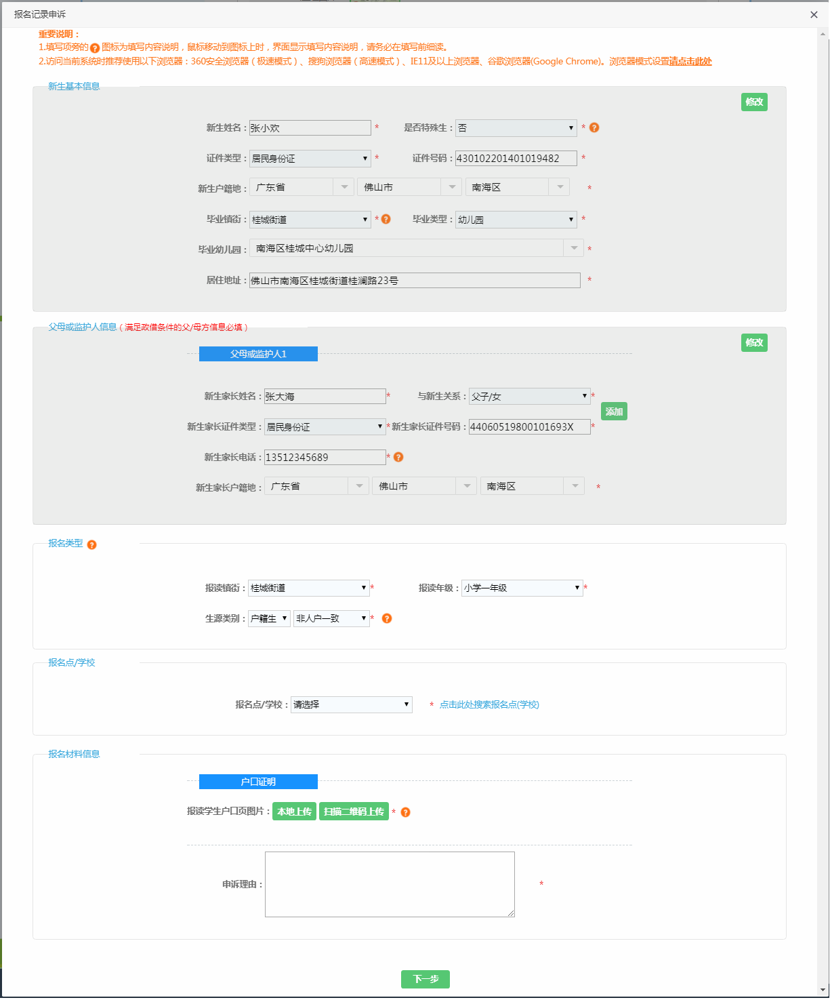 报名记录申诉
重要说明：
1.填写项旁的 ? 图标为填写内容说明，鼠标移动到图标上时，界面显示填写内容说明，请务必在填写前细读。
2.访问当前系统时推荐使用以下浏览器：360安全浏览器（极速模式）、搜狗浏览器（高速模式）、IE11及以上浏览器、谷歌浏览器(Google Chrome)。浏览器模式设置请点击此处
新生基本信息
修改
新生姓名：张小欢 * 是否特殊生：否 * ?
证件类型：居民身份证 * 证件号码：430102201401019482 *
新生户籍地：广东省 佛山市 南海区 *
毕业镇街：桂城街道 * ? 毕业类型：幼儿园 *
毕业幼儿园：南海区桂城中心幼儿园 *
居住地址：佛山市南海区桂城街道桂澜路23号 *
父母或监护人信息（满足政借条件的父/母方信息必填）
修改
父母或监护人1
新生家长姓名：张大海 * 与新生关系：父子/女 *
添加
新生家长证件类型：居民身份证 * 新生家长证件号码：44060519800101693X *
新生家长电话：13512345689 * ?
新生家长户籍地：广东省 佛山市 南海区 *
报名类型 ?
报读镇街：桂城街道 * 报读年级：小学一年级 *
生源类别：户籍生 非人户一致 * ?
报名点/学校
报名点/学校：请选择 * 点击此处搜索报名点(学校)
报名材料信息
户口证明
报读学生户口页图片：本地上传 扫描二维码上传 * ?
申诉理由： *
下一步